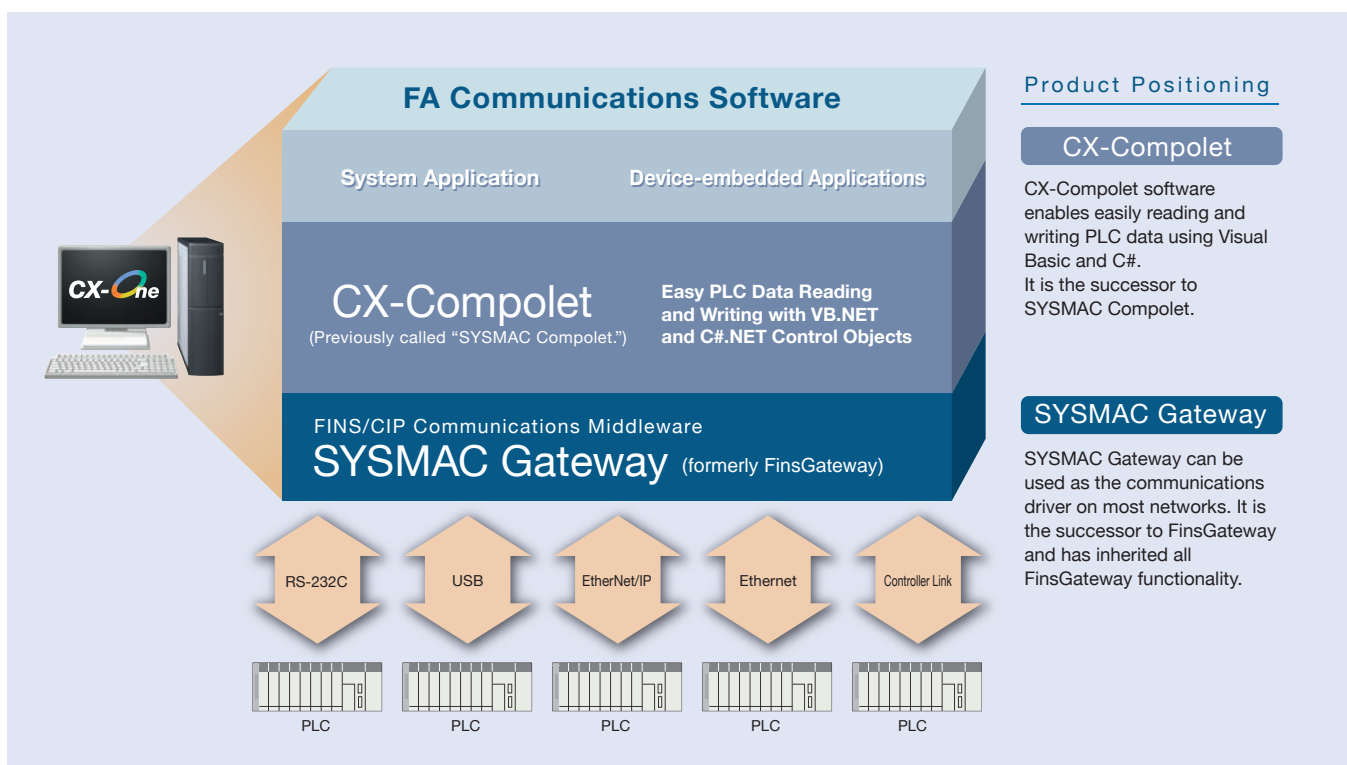 FA Communications Software
System Application
Device-embedded Applications
CX-One
CX-Compolet
(Previously called “SYSMAC Compolet.”)
Easy PLC Data Reading
and Writing with VB.NET
and C#.NET Control Objects
FINS/CIP Communications Middleware
SYSMAC Gateway (formerly FinsGateway)
RS-232C
USB
EtherNet/IP
Ethernet
Controller Link
PLC
PLC
PLC
PLC
PLC
Product Positioning
CX-Compolet
CX-Compolet software
enables easily reading and
writing PLC data using Visual
Basic and C#.
It is the successor to
SYSMAC Compolet.
SYSMAC Gateway
SYSMAC Gateway can be
used as the communications
driver on most networks. It is
the successor to FinsGateway
and has inherited all
FinsGateway functionality.